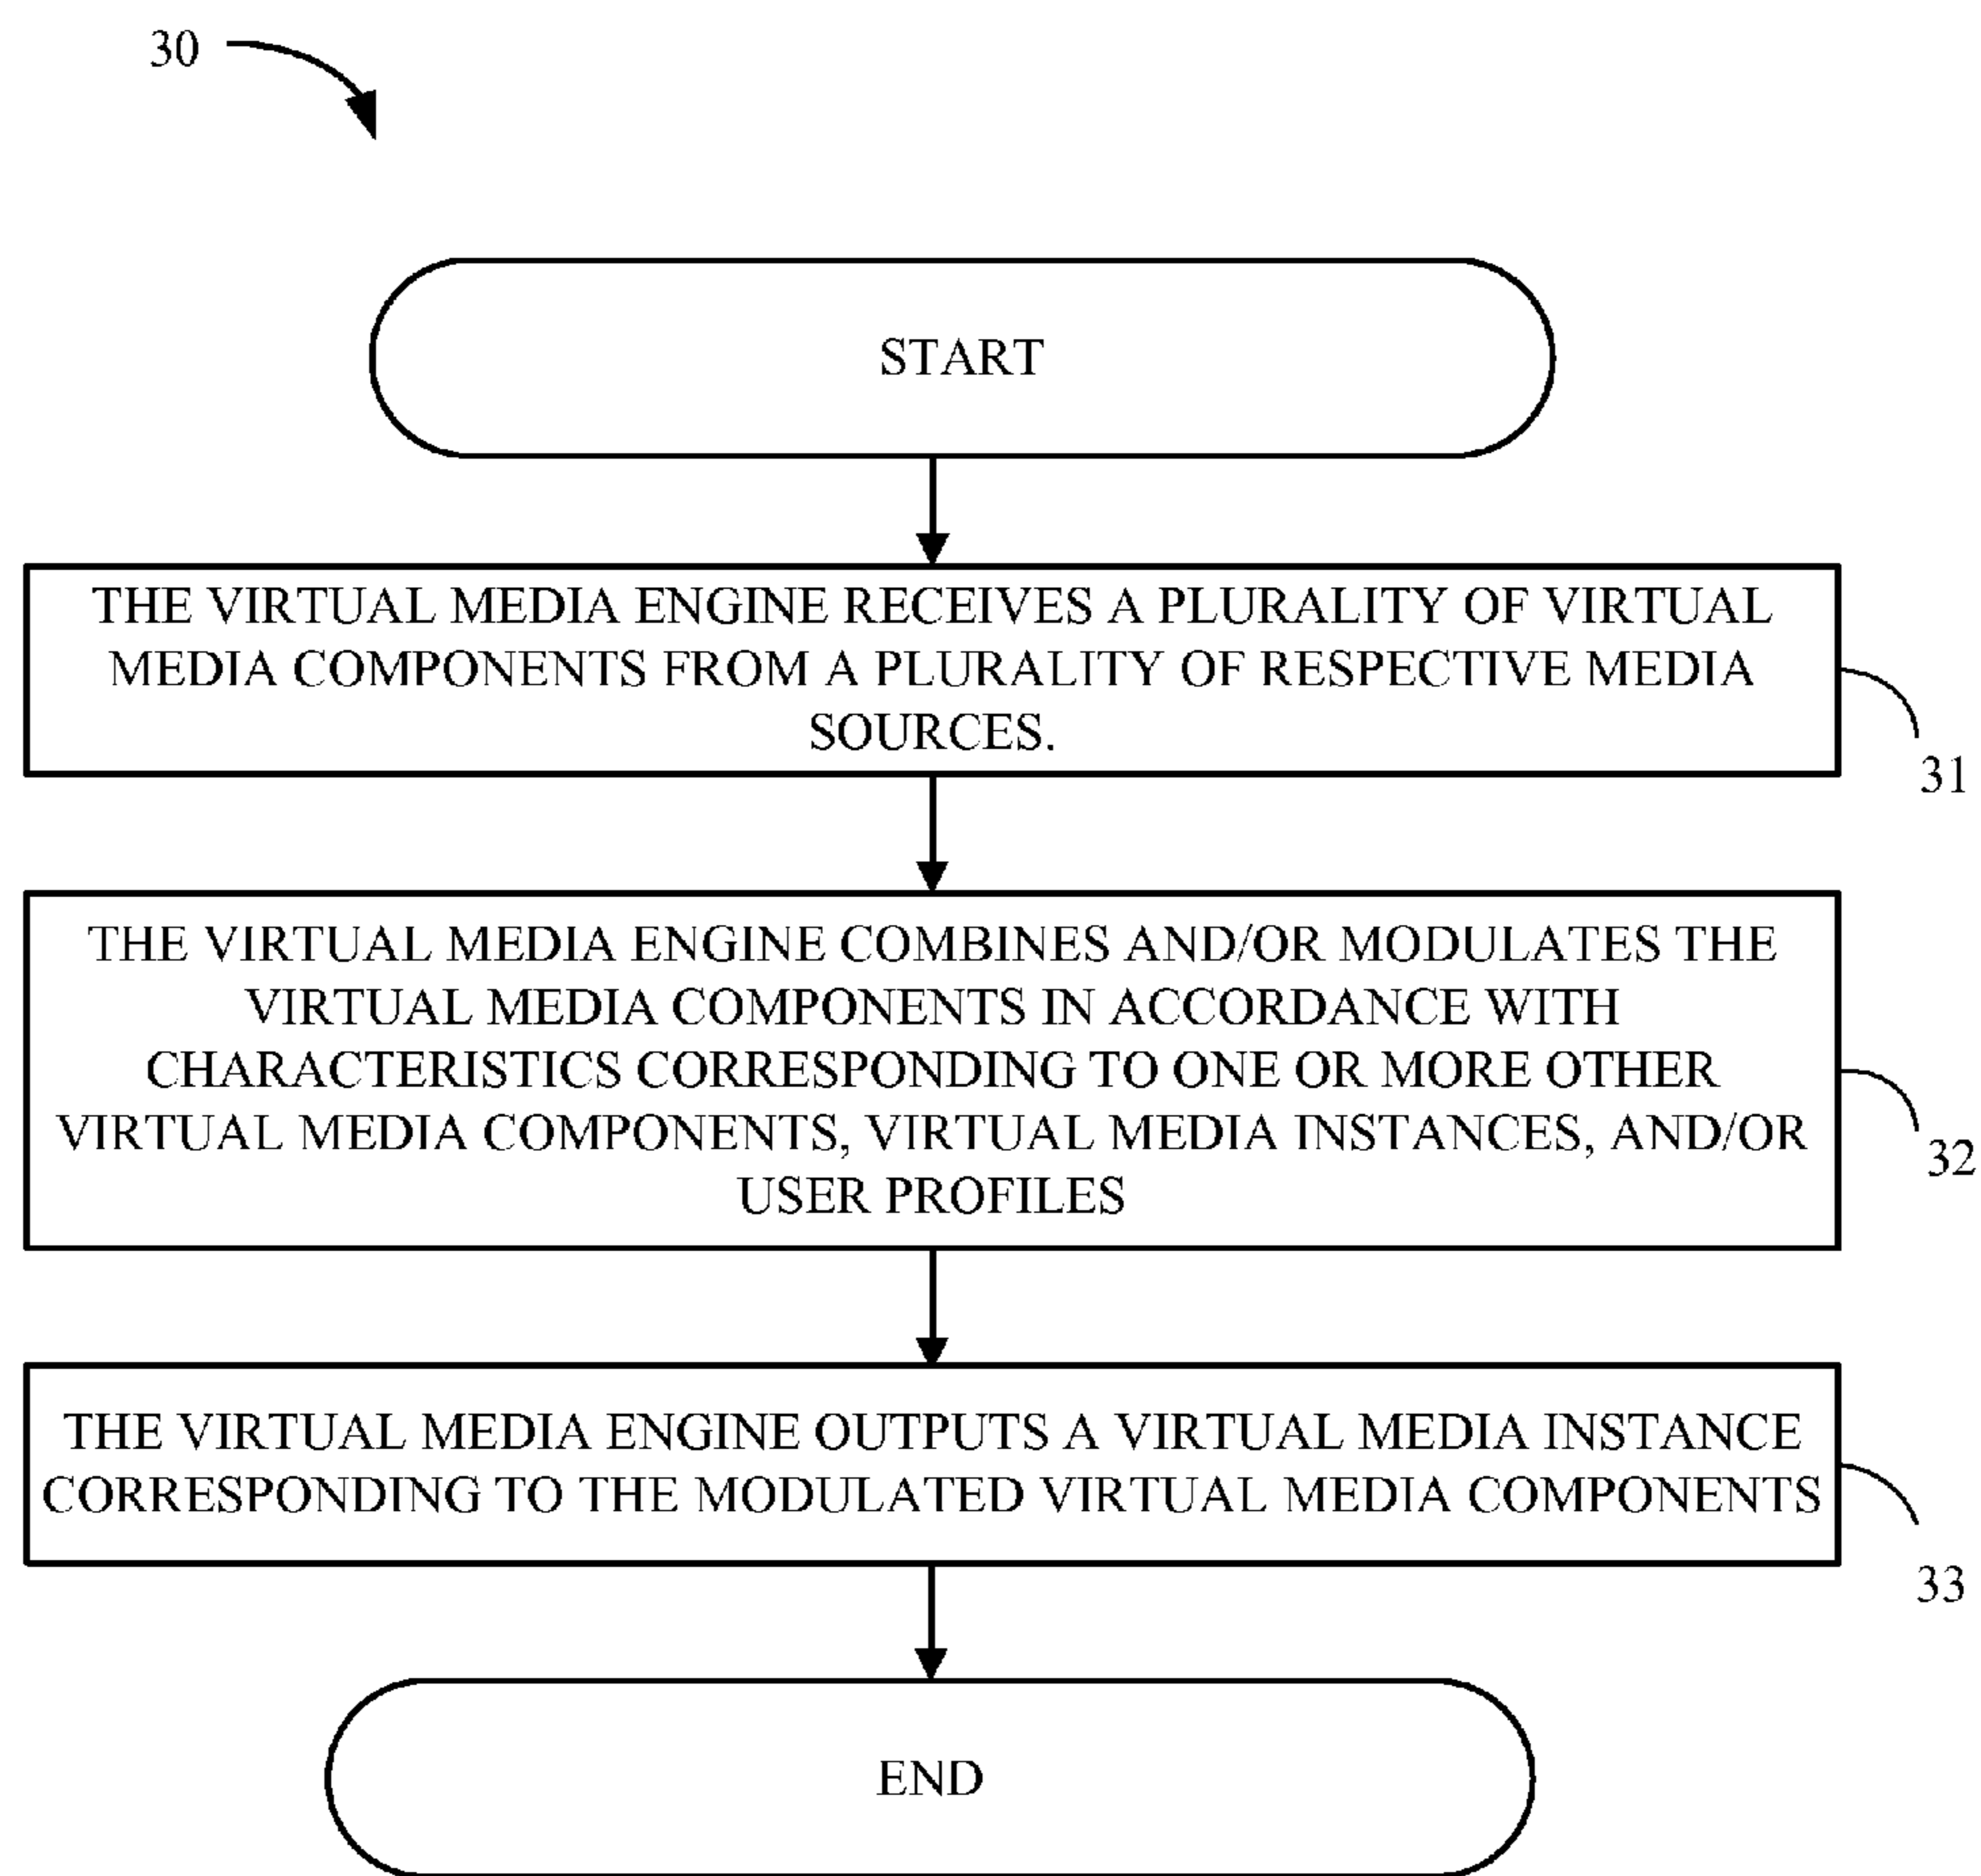 30
START
THE VIRTUAL MEDIA ENGINE RECEIVES A PLURALITY OF VIRTUAL
MEDIA COMPONENTS FROM A PLURALITY OF RESPECTIVE MEDIA
SOURCES.
31
THE VIRTUAL MEDIA ENGINE COMBINES AND/OR MODULATES THE
VIRTUAL MEDIA COMPONENTS IN ACCORDANCE WITH
CHARACTERISTICS CORRESPONDING TO ONE OR MORE OTHER
VIRTUAL MEDIA COMPONENTS, VIRTUAL MEDIA INSTANCES, AND/OR
USER PROFILES
32
THE VIRTUAL MEDIA ENGINE OUTPUTS A VIRTUAL MEDIA INSTANCE
CORRESPONDING TO THE MODULATED VIRTUAL MEDIA COMPONENTS
33
END